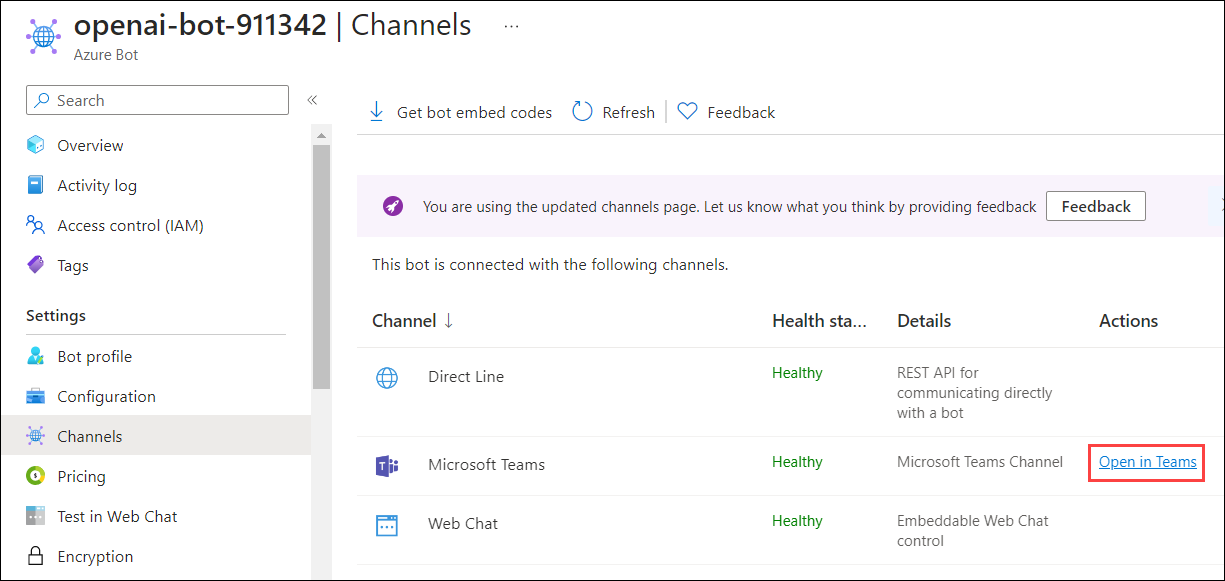 openai-bot-911342 | Channels ...
Azure Bot
Search
«
Overview
Activity log
Access control (IAM)
Tags
Settings
Bot profile
Configuration
Channels
Pricing
Test in Web Chat
Encryption
Get bot embed codes
Refresh
Feedback
You are using the updated channels page. Let us know what you think by providing feedback
Feedback
This bot is connected with the following channels.
Channel ↓ Health sta... Details Actions
Direct Line Healthy REST API for
communicating directly
with a bot
Microsoft Teams Healthy Microsoft Teams Channel Open in Teams
Web Chat Healthy Embeddable Web Chat
control